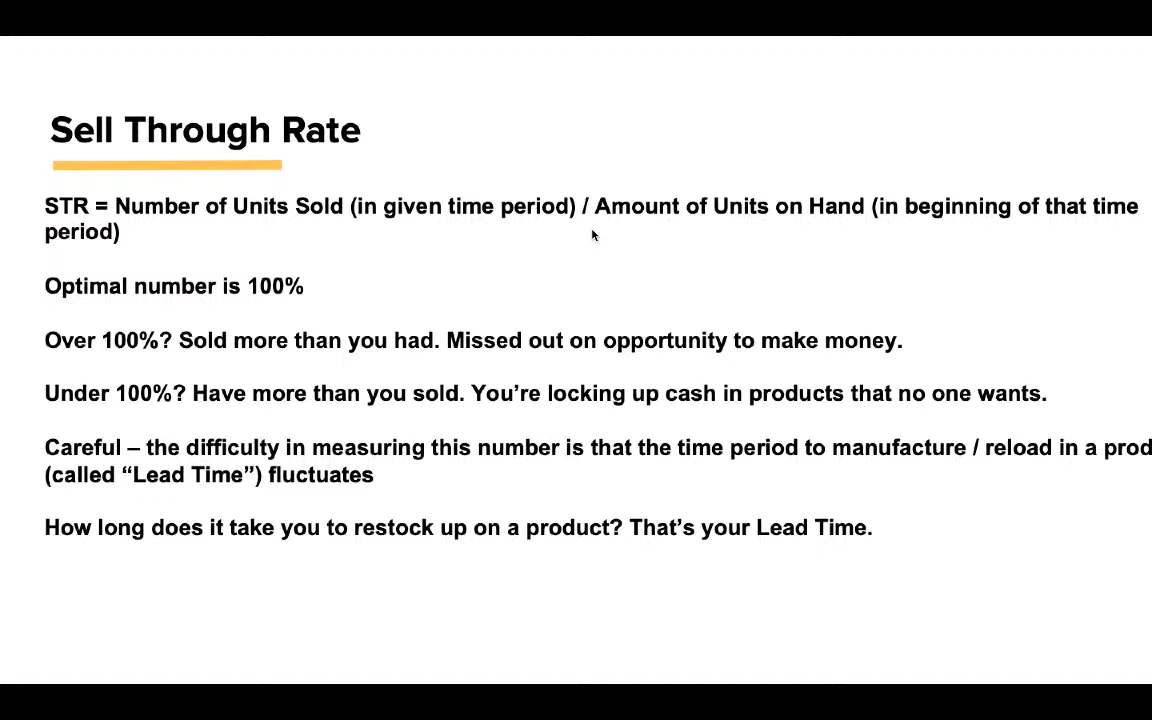 Sell Through Rate
STR = Number of Units Sold (in given time period) / Amount of Units on Hand (in beginning of that time
period)
Optimal number is 100%
Over 100%? Sold more than you had. Missed out on opportunity to make money.
Under 100%? Have more than you sold. You’re locking up cash in products that no one wants.
Careful – the difficulty in measuring this number is that the time period to manufacture / reload in a prod
(called “Lead Time”) fluctuates
How long does it take you to restock up on a product? That’s your Lead Time.